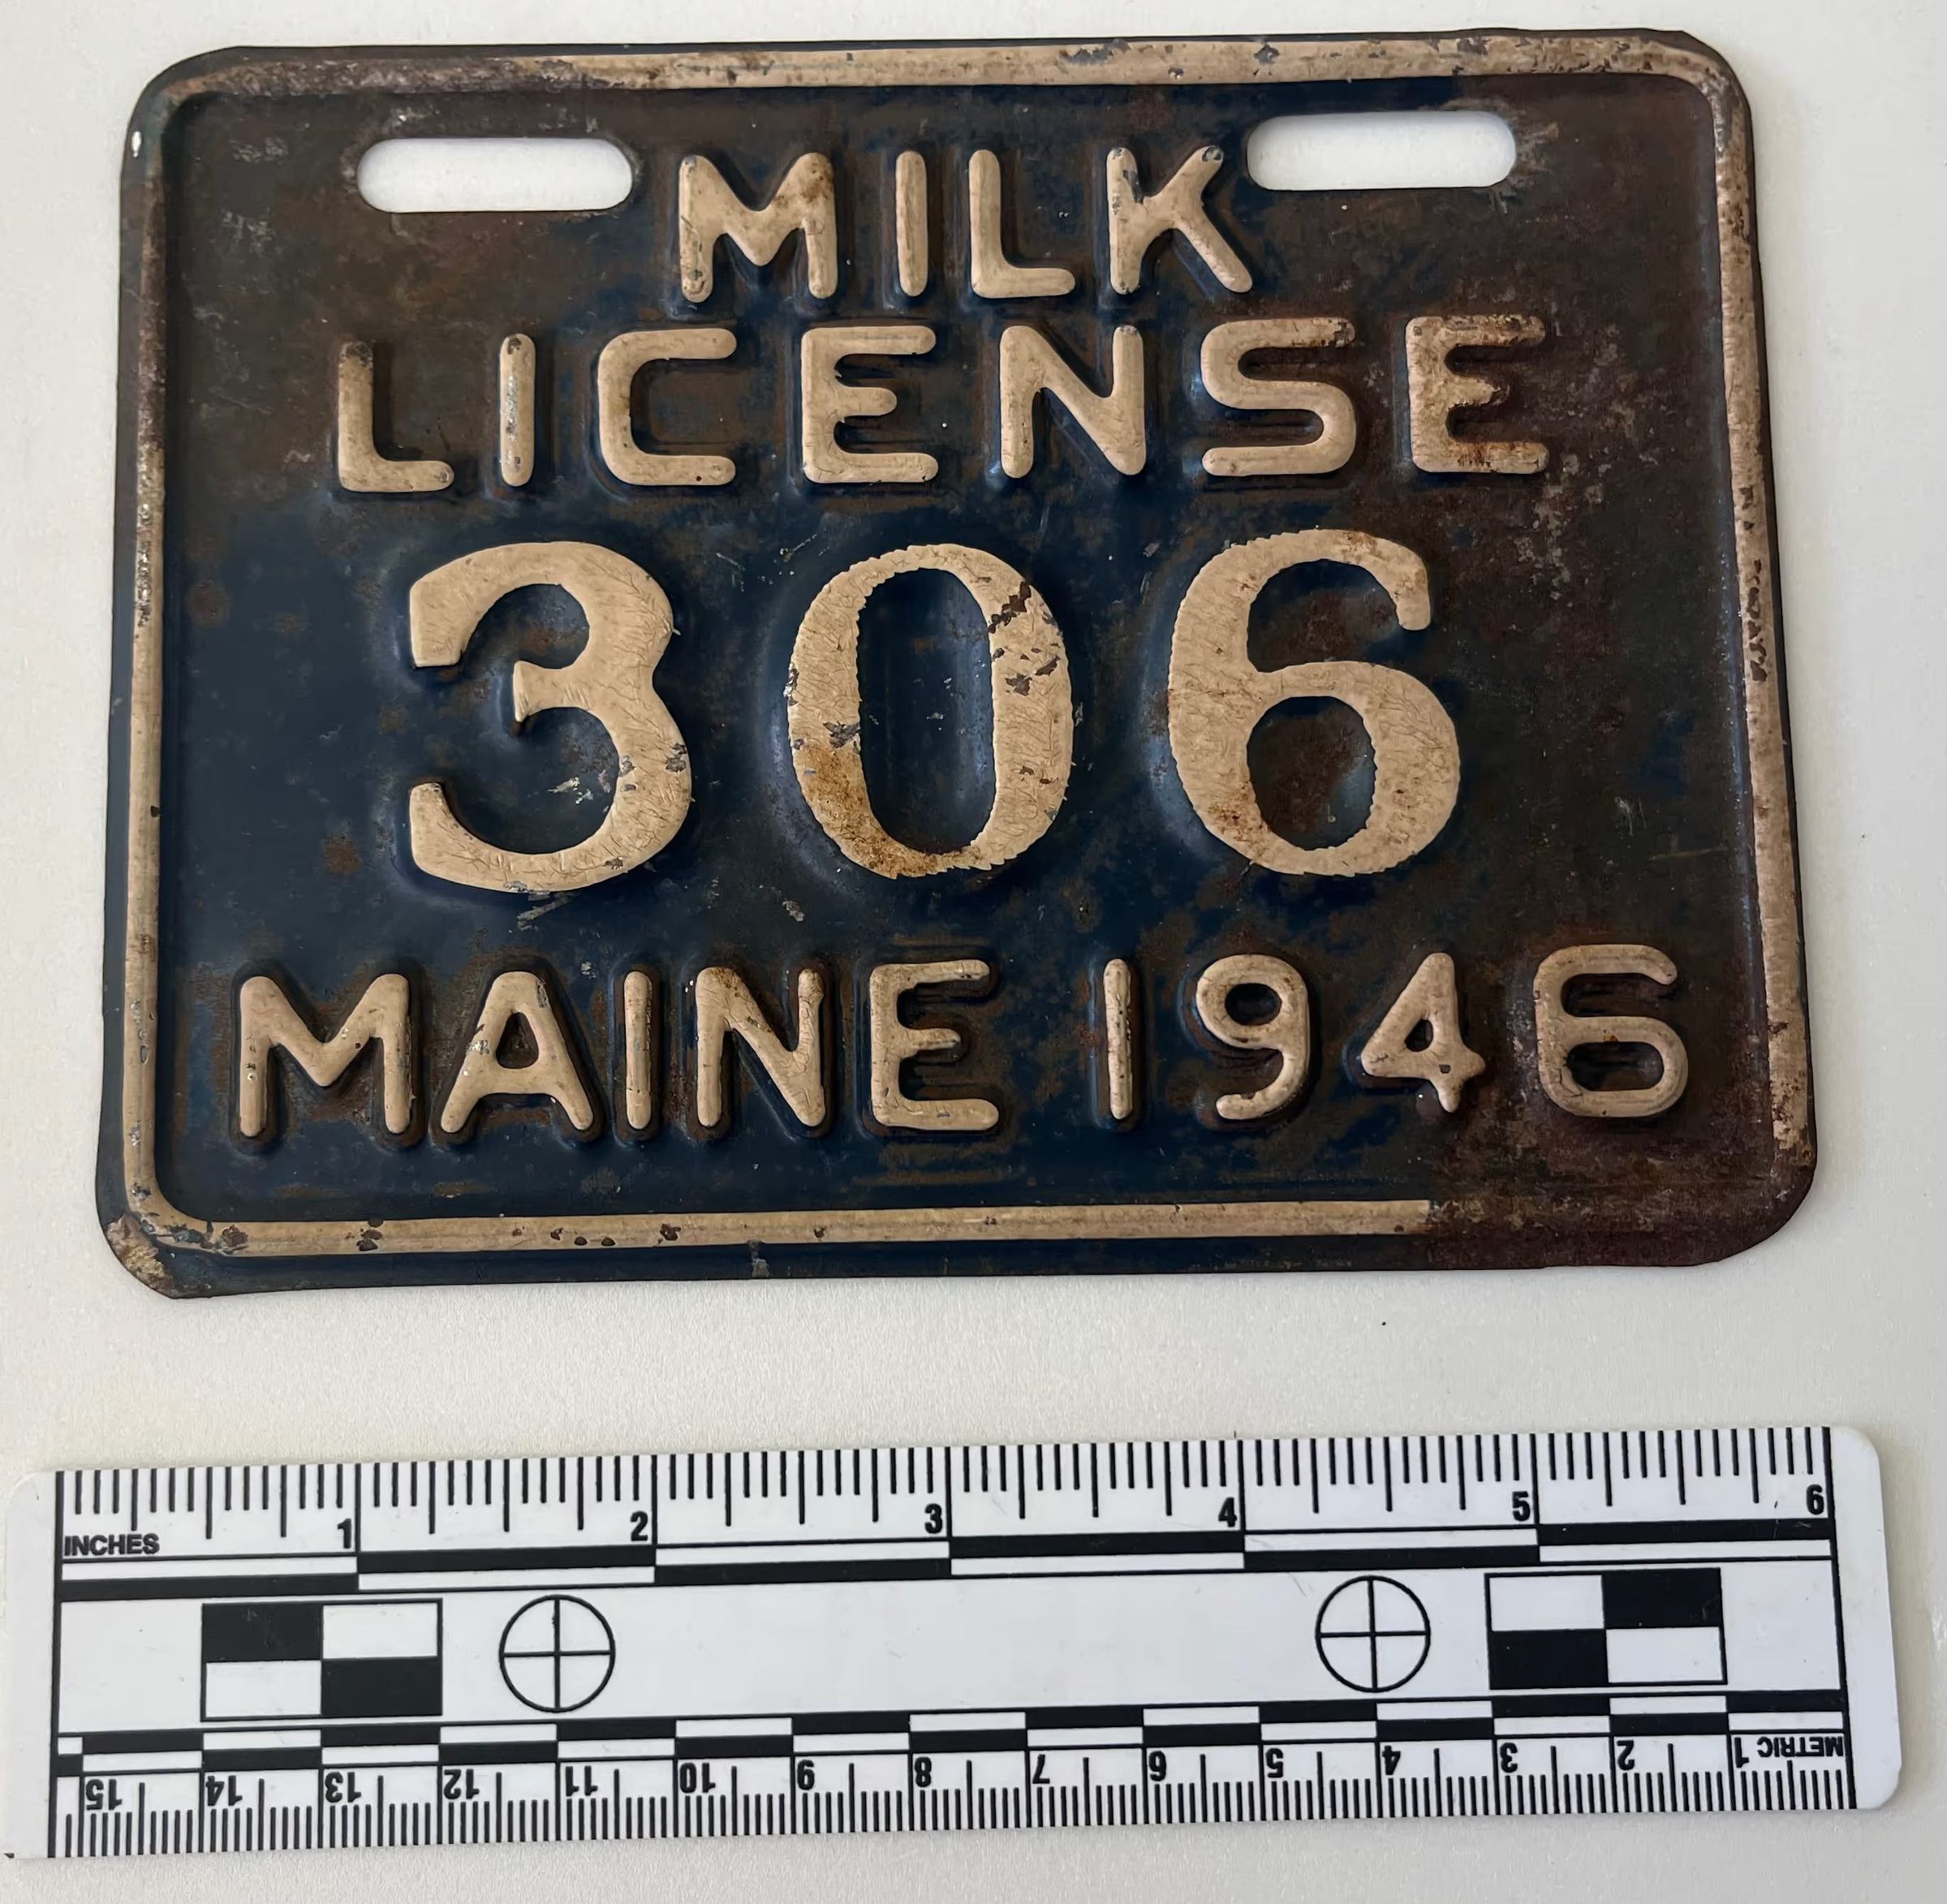 MILK
LICENSE
306
MAINE 1946
1 2 3 4 5 6
INCHES
METRIC 1 2 3 4 5 6 7 8 9 10 11 12 13 14 15